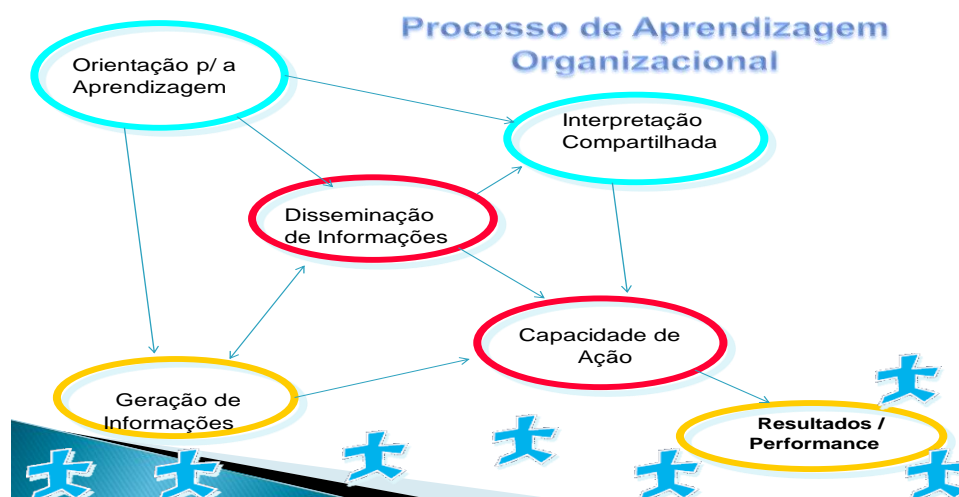 Processo de Aprendizagem
Organizacional
Orientação p/ a
Aprendizagem
Interpretação
Compartilhada
Disseminação
de Informações
Capacidade de
Ação
Geração de
Informações
Resultados /
Performance